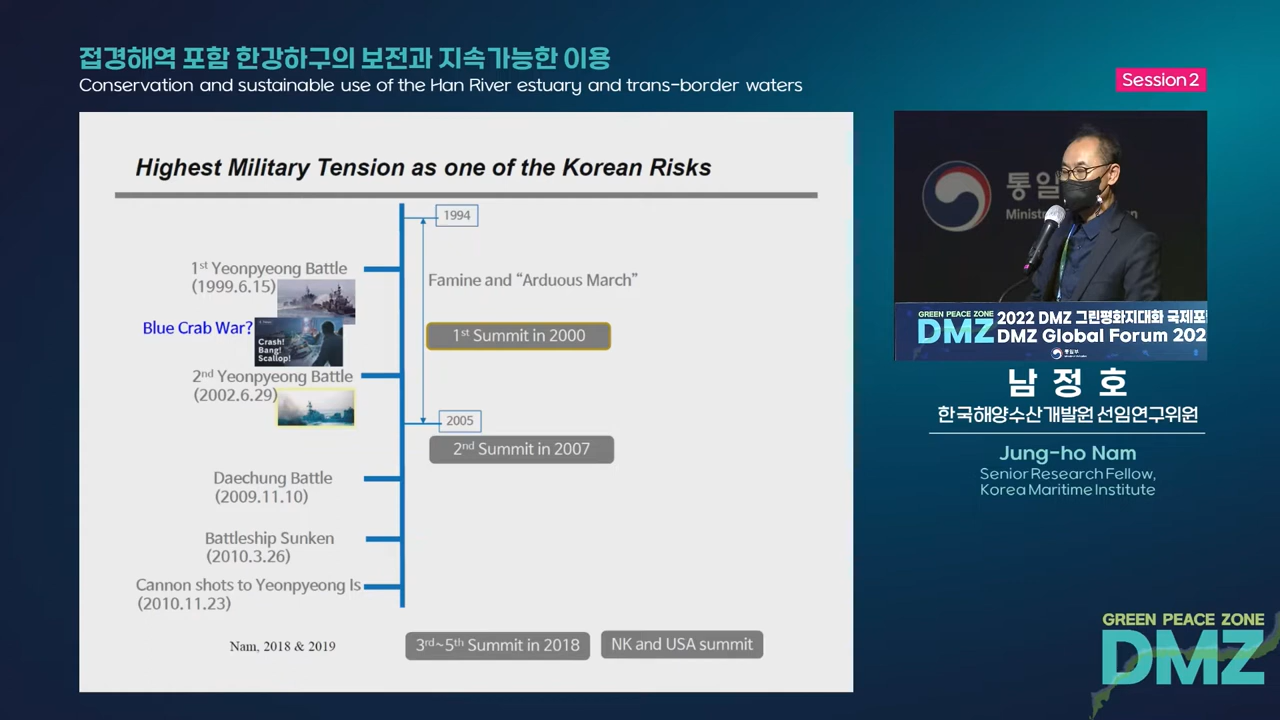 접경해역 포함 한강하구의 보전과 지속가능한 이용
Conservation and sustainable use of the Han River estuary and trans-border waters
Session 2
Highest Military Tension as one of the Korean Risks
1994
1st Yeonpyeong Battle
(1999.6.15)
Famine and “Arduous March”
Blue Crab War?
Crash!
Bang!
Scallop!
1st Summit in 2000
2nd Yeonpyeong Battle
(2002.6.29)
2005
2nd Summit in 2007
Daechung Battle
(2009.11.10)
Battleship Sunken
(2010.3.26)
Cannon shots to Yeonpyeong Is
(2010.11.23)
Nam, 2018 & 2019
3rd~5th Summit in 2018
NK and USA summit
통일
GREEN PEACE ZONE
DMZ
2022 DMZ 그린평화지대화 국제포
DMZ Global Forum 202
통일부
남 정 호
한국해양수산개발원 선임연구위원
Jung-ho Nam
Senior Research Fellow,
Korea Maritime Institute
GREEN PEACE ZONE
DMZ